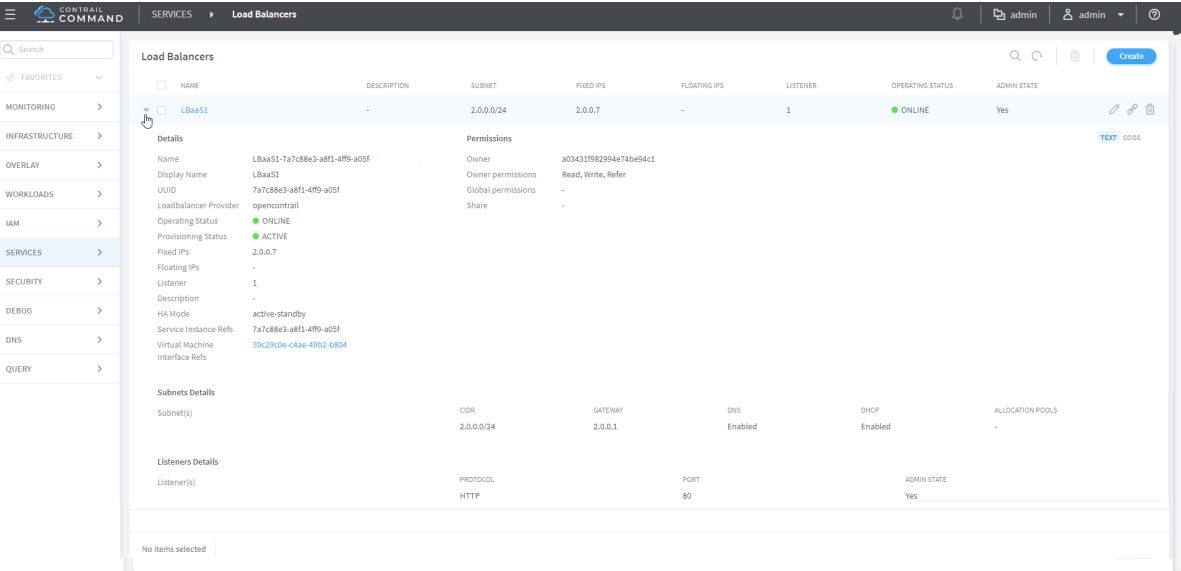 CONTRAIL
COMMAND
SERVICES
Load Balancers
admin
admin
Search
FAVORITES
MONITORING
INFRASTRUCTURE
OVERLAY
WORKLOADS
IAM
SERVICES
SECURITY
DEBUG
DNS
QUERY
Load Balancers
Create
NAME DESCRIPTION SUBNET FIXED IPS FLOATING IPS LISTENER OPERATING STATUS ADMIN STATE
LBaaS1 - 2.0.0.0/24 2.0.0.7 - 1 ONLINE Yes
TEXT CODE
Details
Name LBaaS1-7a7c88e3-a8f1-4ff9-a05f
Display Name LBaaS1
UUID 7a7c88e3-a8f1-4ff9-a05f
Loadbalancer Provider opencontrail
Operating Status ONLINE
Provisioning Status ACTIVE
Fixed IPs 2.0.0.7
Floating IPs -
Listener 1
Description -
HA Mode active-standby
Service Instance Refs 7a7c88e3-a8f1-4ff9-a05f
Virtual Machine 39c29c0e-c4ae-49b2-b804
Interface Refs
Permissions
Owner a03431f982994e74be94c1
Owner permissions Read, Write, Refer
Global permissions -
Share -
Subnets Details
Subnet(s)
CIDR GATEWAY DNS DHCP ALLOCATION POOLS
2.0.0.0/24 2.0.0.1 Enabled Enabled -
Listeners Details
Listener(s)
PROTOCOL PORT ADMIN STATE
HTTP 80 Yes
No items selected